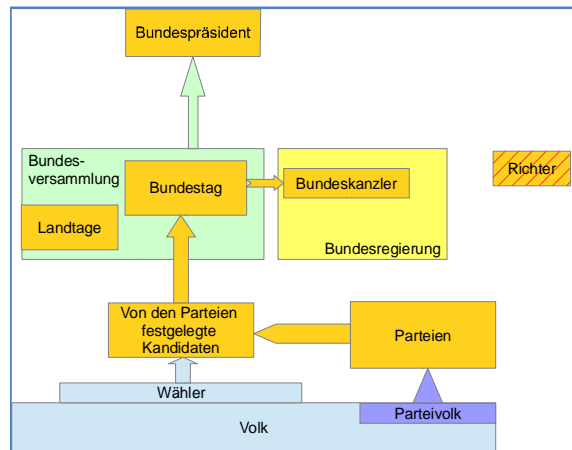 Bundespräsident
Bundes-
versammlung
Bundestag
Landtage
Bundeskanzler
Bundesregierung
Richter
Von den Parteien
festgelegte
Kandidaten
Parteien
Wähler
Parteivolk
Volk